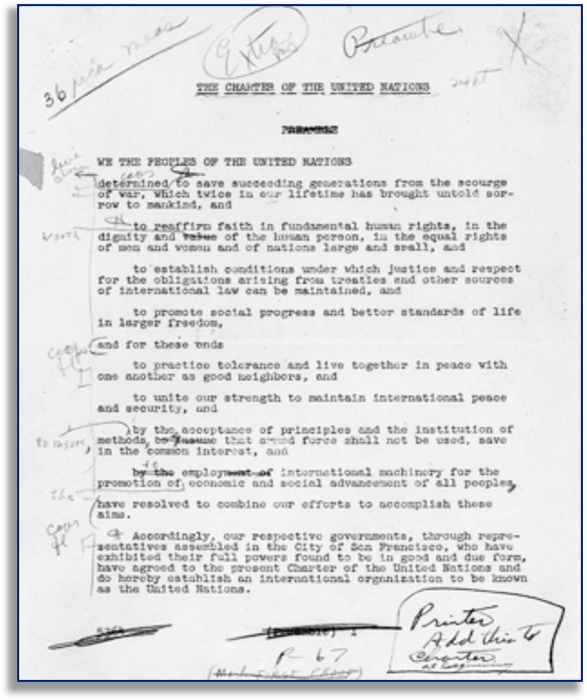 36 pica meas
Extra
Preamble
THE CHARTER OF THE UNITED NATIONS
24pt
PREAMBLE
WE THE PEOPLES OF THE UNITED NATIONS
caps
determined to save succeeding generations from the scourge
of war, which twice in our lifetime has brought untold sor-
row to mankind, and
to reaffirm faith in fundamental human rights, in the
worth
dignity and value of the human person, in the equal rights
of men and women and of nations large and small, and
to establish conditions under which justice and respect
for the obligations arising from treaties and other sources
of international law can be maintained, and
to promote social progress and better standards of life
in larger freedom,
caps
and for these ends
fl
to practice tolerance and live together in peace with
one another as good neighbors, and
to unite our strength to maintain international peace
and security, and
by the acceptance of principles and the institution of
to insure,
methods, to insure that armed force shall not be used, save
in the common interest, and
to
by the employment of international machinery for the
the
promotion of economic and social advancement of all peoples,
have resolved to combine our efforts to accomplish these
aims.
caps
fl
Accordingly, our respective governments, through repre-
sentatives assembled in the City of San Francisco, who have
exhibited their full powers found to be in good and due form,
have agreed to the present Charter of the United Nations and
do hereby establish an international organization to be known
as the United Nations.
(Preamble) 1
P-67
Printer
Add this to
Charter